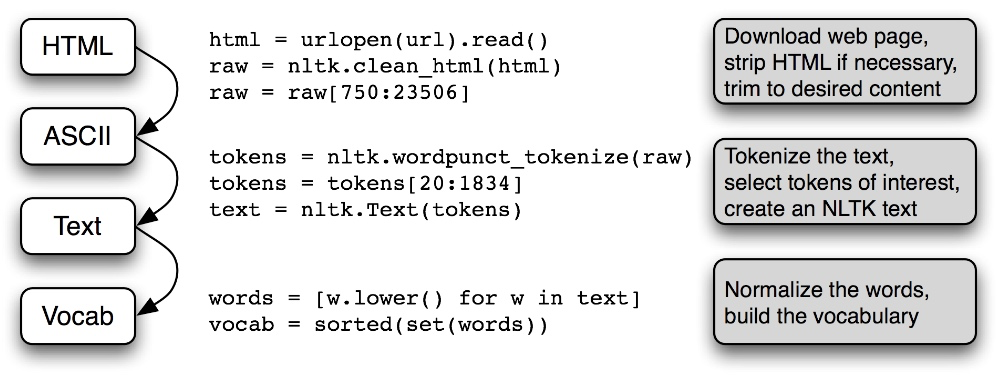 HTML
html = urlopen(url).read()
raw = nltk.clean_html(html)
raw = raw[750:23506]
Download web page,
strip HTML if necessary,
trim to desired content
ASCII
tokens = nltk.wordpunct_tokenize(raw)
tokens = tokens[20:1834]
text = nltk.Text(tokens)
Tokenize the text,
select tokens of interest,
create an NLTK text
Text
words = [w.lower() for w in text]
vocab = sorted(set(words))
Normalize the words,
build the vocabulary
Vocab